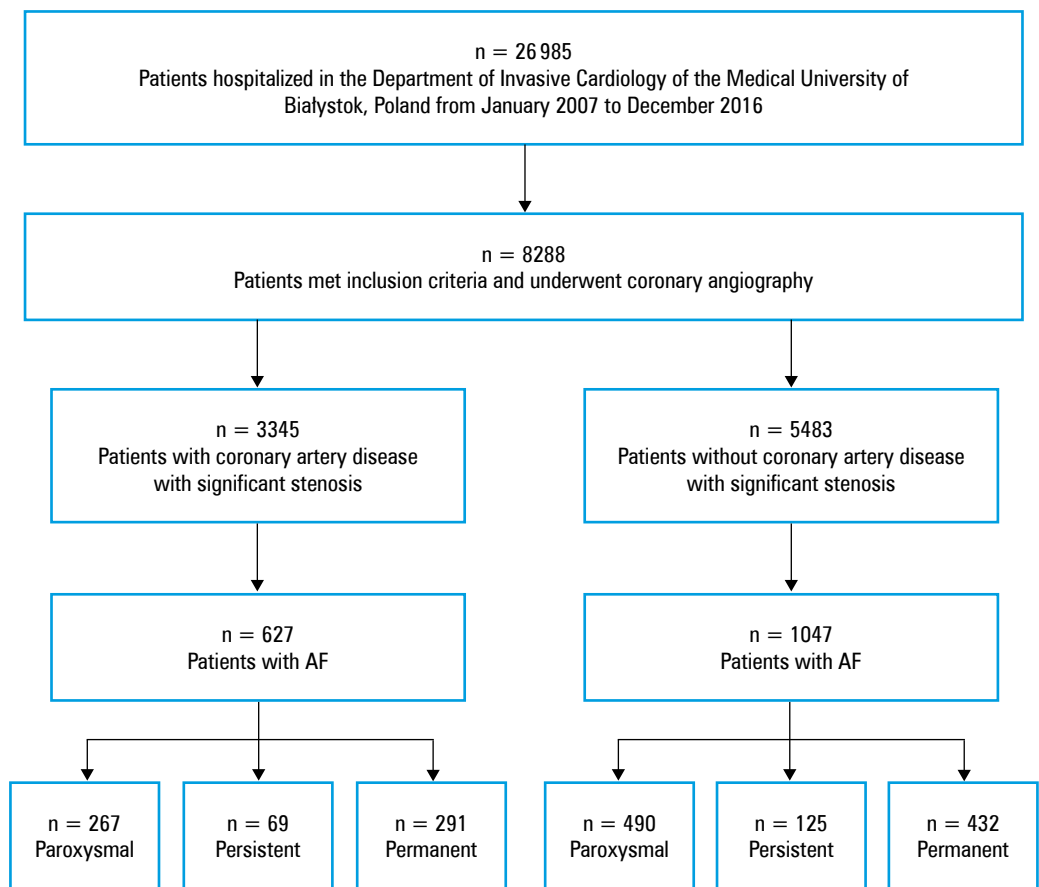 n = 26 985
Patients hospitalized in the Department of Invasive Cardiology of the Medical University of
Białystok, Poland from January 2007 to December 2016
n = 8288
Patients met inclusion criteria and underwent coronary angiography
n = 3345
Patients with coronary artery disease
with significant stenosis
n = 5483
Patients without coronary artery disease
with significant stenosis
n = 627
Patients with AF
n = 1047
Patients with AF
n = 267
Paroxysmal
n = 69
Persistent
n = 291
Permanent
n = 490
Paroxysmal
n = 125
Persistent
n = 432
Permanent